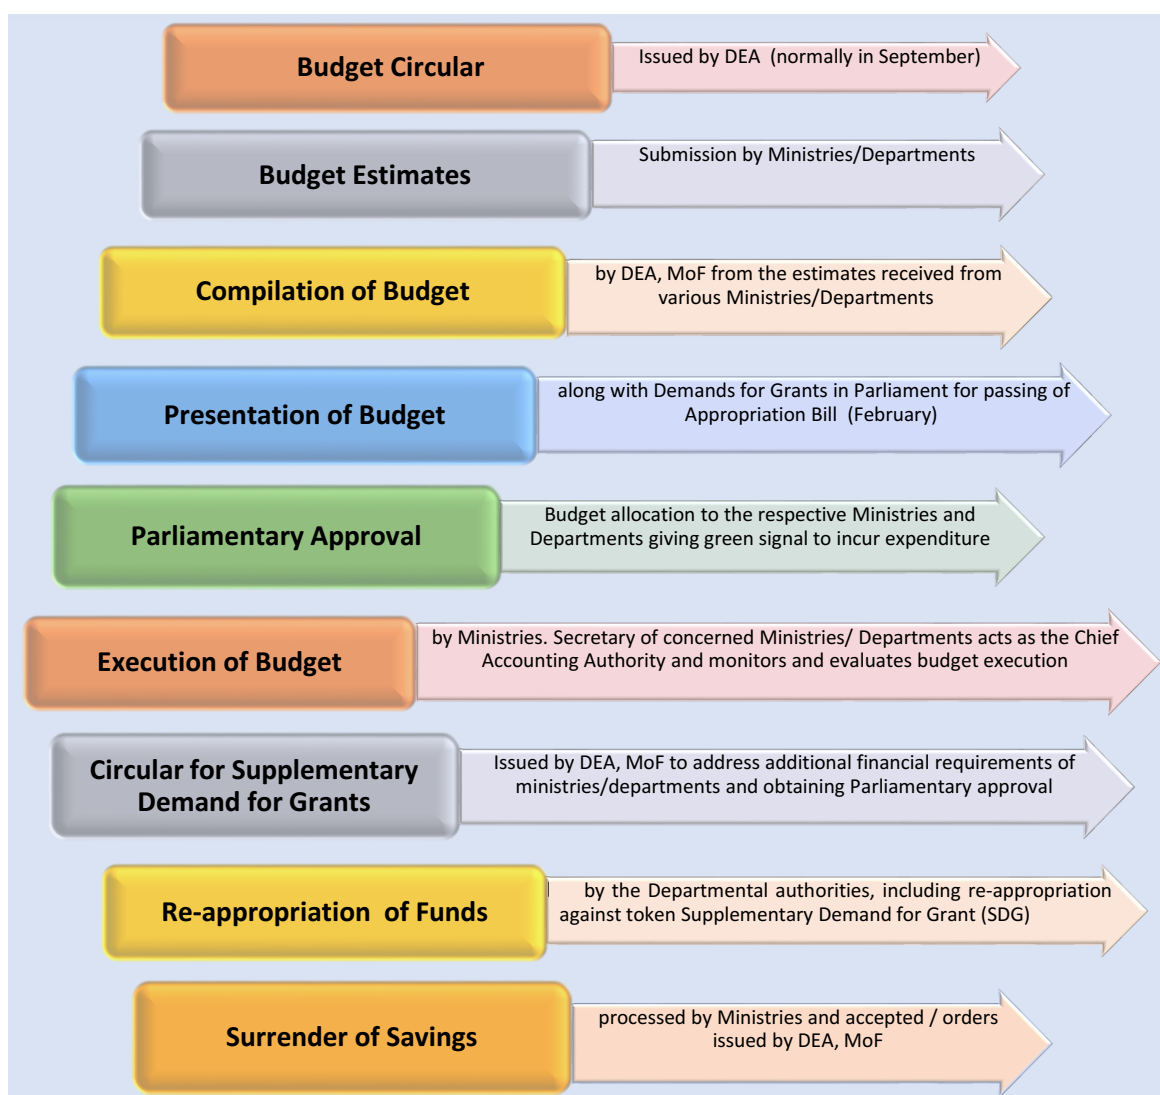 Budget Circular
Issued by DEA (normally in September)
Budget Estimates
Submission by Ministries/Departments
Compilation of Budget
by DEA, MoF from the estimates received from
various Ministries/Departments
Presentation of Budget
along with Demands for Grants in Parliament for passing of
Appropriation Bill (February)
Parliamentary Approval
Budget allocation to the respective Ministries and
Departments giving green signal to incur expenditure
Execution of Budget
by Ministries. Secretary of concerned Ministries/ Departments acts as the Chief
Accounting Authority and monitors and evaluates budget execution
Circular for Supplementary
Demand for Grants
Issued by DEA, MoF to address additional financial requirements of
ministries/departments and obtaining Parliamentary approval
Re-appropriation of Funds
by the Departmental authorities, including re-appropriation
against token Supplementary Demand for Grant (SDG)
Surrender of Savings
processed by Ministries and accepted / orders
issued by DEA, MoF